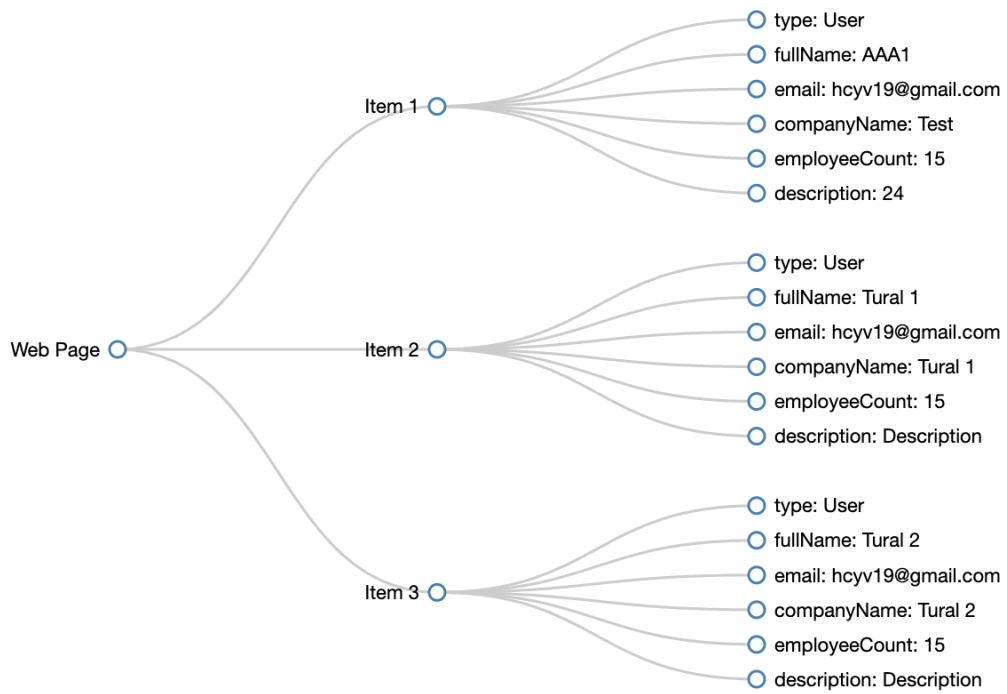 Web Page
Item 1
type: User
fullName: AAA1
email: hcyv19@gmail.com
companyName: Test
employeeCount: 15
description: 24
Item 2
type: User
fullName: Tural 1
email: hcyv19@gmail.com
companyName: Tural 1
employeeCount: 15
description: Description
Item 3
type: User
fullName: Tural 2
email: hcyv19@gmail.com
companyName: Tural 2
employeeCount: 15
description: Description